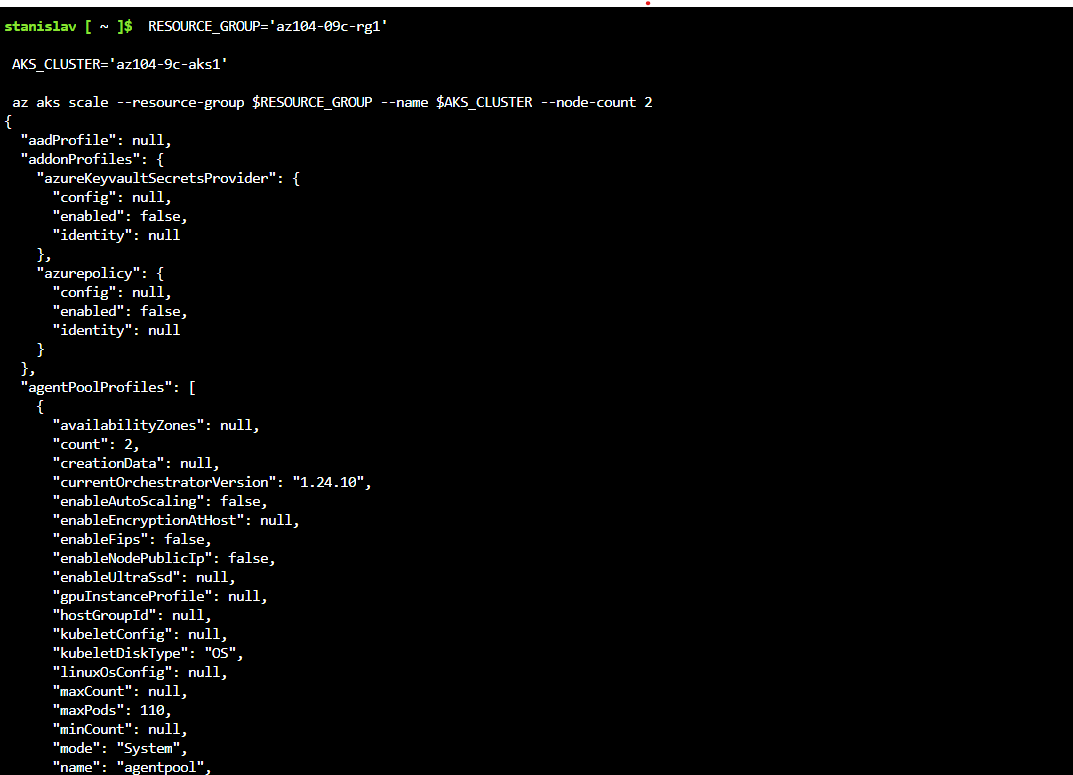 stanislav [ ~ ]$  RESOURCE_GROUP='az104-09c-rg1'
AKS_CLUSTER='az104-9c-aks1'
az aks scale --resource-group $RESOURCE_GROUP --name $AKS_CLUSTER --node-count 2
{
  "aadProfile": null,
  "addonProfiles": {
    "azureKeyvaultSecretsProvider": {
      "config": null,
      "enabled": false,
      "identity": null
    },
    "azurepolicy": {
      "config": null,
      "enabled": false,
      "identity": null
    }
  },
  "agentPoolProfiles": [
    {
      "availabilityZones": null,
      "count": 2,
      "creationData": null,
      "currentOrchestratorVersion": "1.24.10",
      "enableAutoScaling": false,
      "enableEncryptionAtHost": null,
      "enableFips": false,
      "enableNodePublicIp": false,
      "enableUltraSsd": null,
      "gpuInstanceProfile": null,
      "hostGroupId": null,
      "kubeletConfig": null,
      "kubeletDiskType": "OS",
      "linuxOsConfig": null,
      "maxCount": null,
      "maxPods": 110,
      "minCount": null,
      "mode": "System",
      "name": "agentpool",